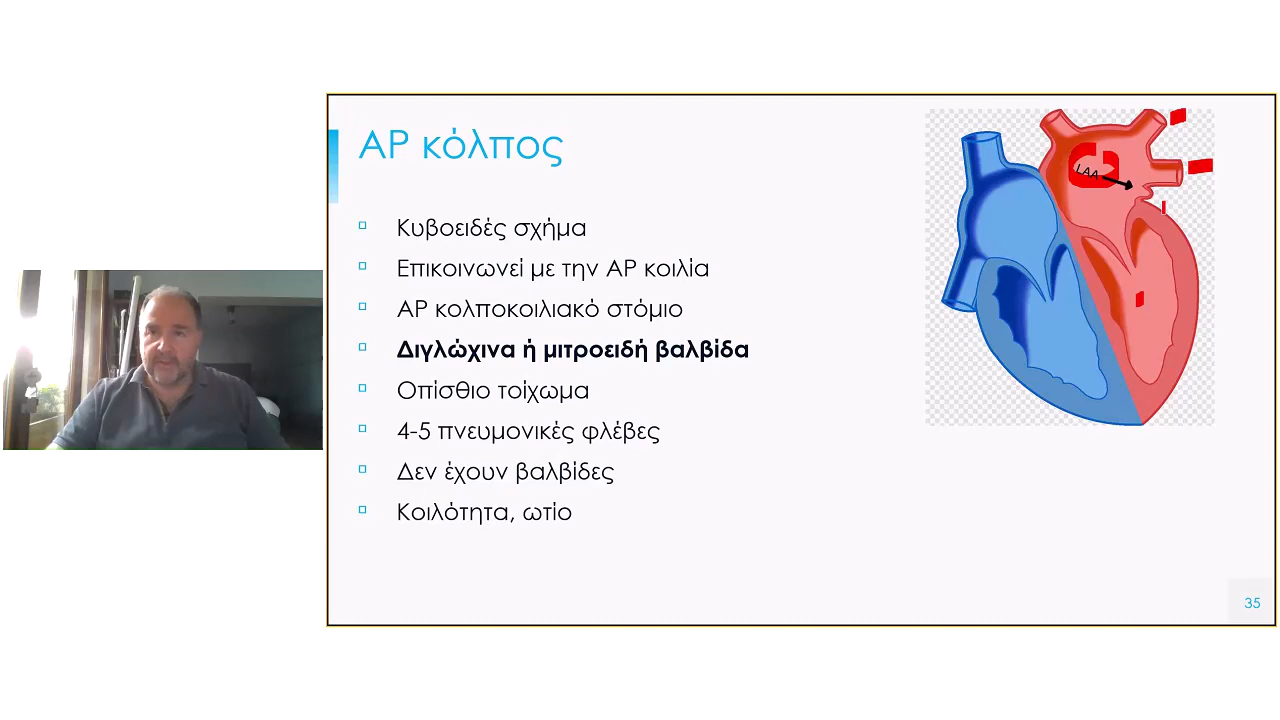 ΑΡ κόλπος
Κυβοειδές σχήμα
Επικοινωνεί με την ΑΡ κοιλία
ΑΡ κολποκοιλιακό στόμιο
Διγλώχινα ή μιτροειδή βαλβίδα
Οπίσθιο τοίχωμα
4-5 πνευμονικές φλέβες
Δεν έχουν βαλβίδες
Κοιλότητα, ωτίο
LAA
35